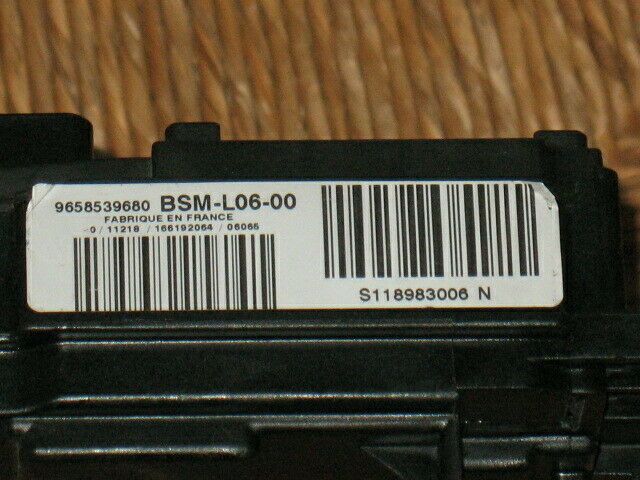 9658539680 BSM-L06-00
FABRIQUE EN FRANCE
-0/11218/166192064/06065
S118983006 N